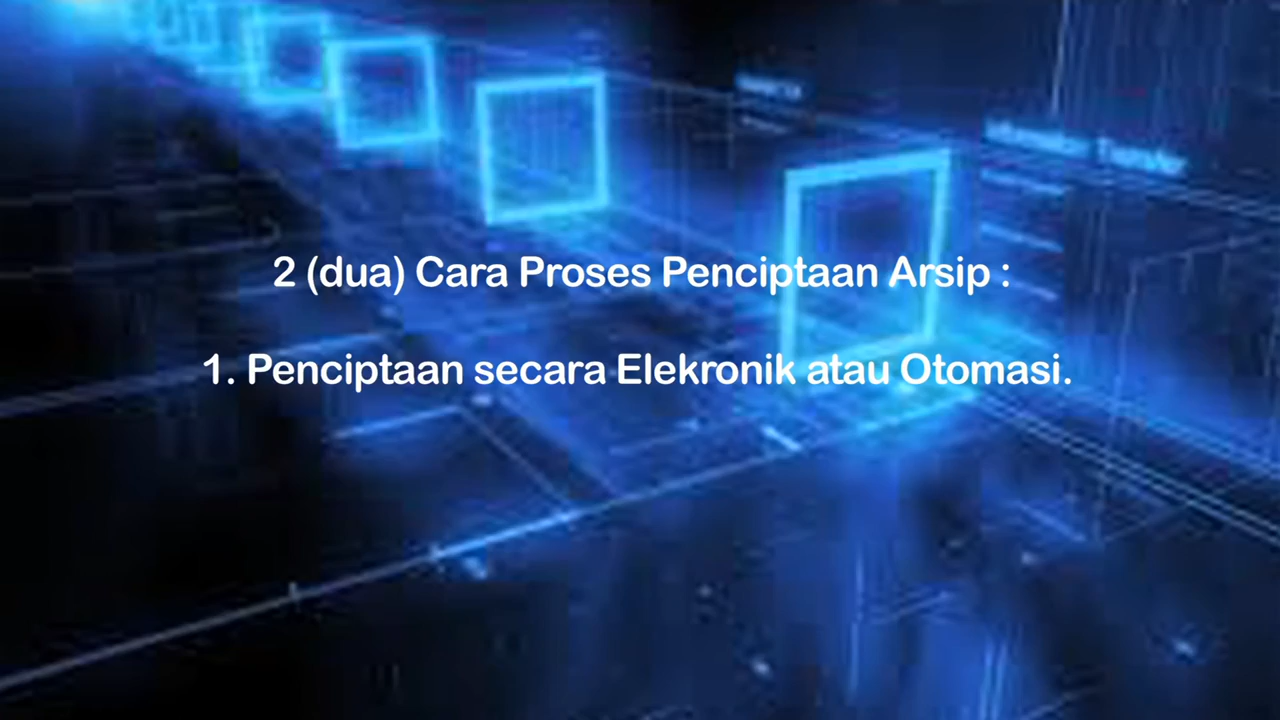 2 (dua) Cara Proses Penciptaan Arsip :
1. Penciptaan secara Elekronik atau Otomasi.